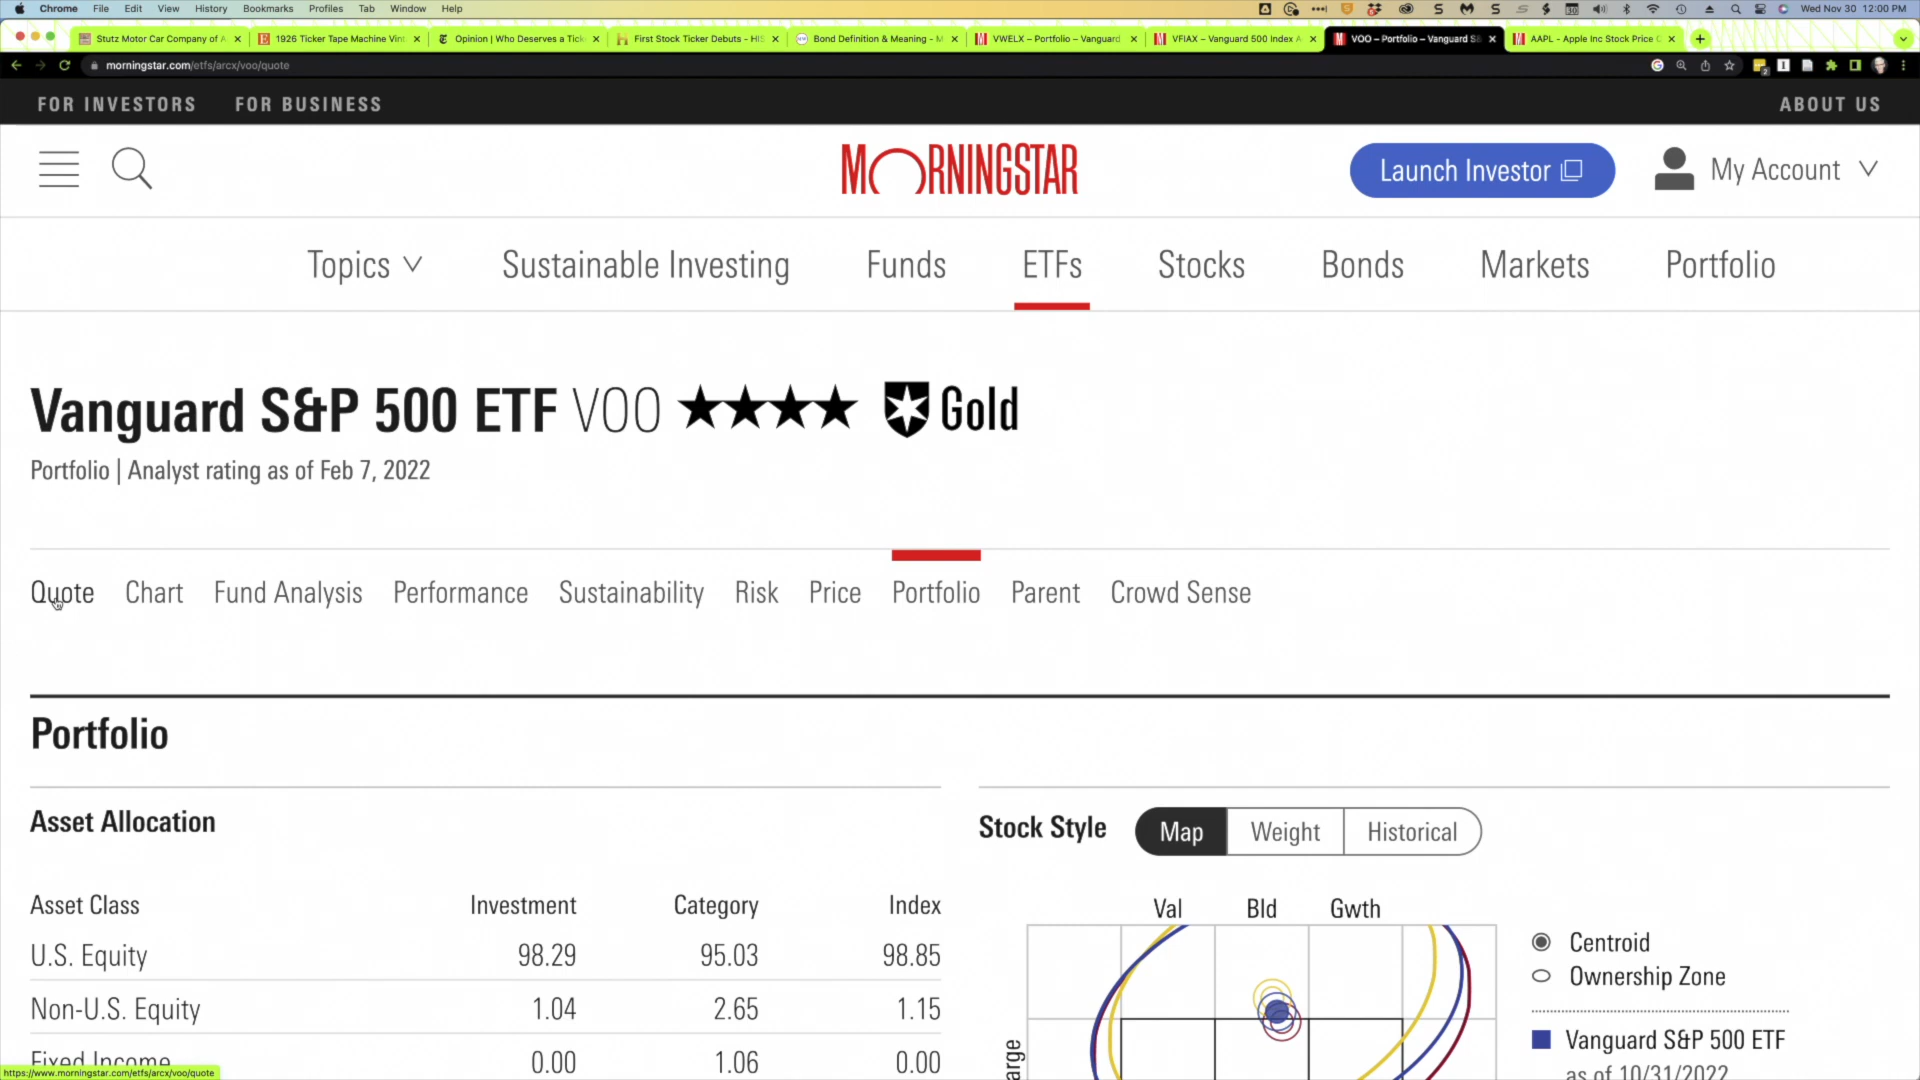 Chrome File Edit View History Bookmarks Profiles Tab Window Help Wed Nov 30 12:00 PM
Stutz Motor Car Company of A 1926 Ticker Tape Machine Vint Opinion | Who Deserves a Tick First Stock Ticker Debuts - HIS Bond Definition & Meaning - M VWELX – Portfolio – Vanguard VFIAX – Vanguard 500 Index A VOO – Portfolio – Vanguard S& AAPL - Apple Inc Stock Price
morningstar.com/etfs/arcx/voo/quote
FOR INVESTORS FOR BUSINESS ABOUT US
MORNINGSTAR Launch Investor My Account
Topics Sustainable Investing Funds ETFs Stocks Bonds Markets Portfolio
Vanguard S&P 500 ETF VOO ★★★★ Gold
Portfolio | Analyst rating as of Feb 7, 2022
Quote Chart Fund Analysis Performance Sustainability Risk Price Portfolio Parent Crowd Sense
Portfolio
Asset Allocation
Asset Class Investment Category Index
U.S. Equity 98.29 95.03 98.85
Non-U.S. Equity 1.04 2.65 1.15
Fixed Income 0.00 1.06 0.00
Stock Style Map Weight Historical
Val Bld Gwth
Centroid
Ownership Zone
Vanguard S&P 500 ETF
as of 10/31/2022
https://www.morningstar.com/etfs/arcx/voo/quote